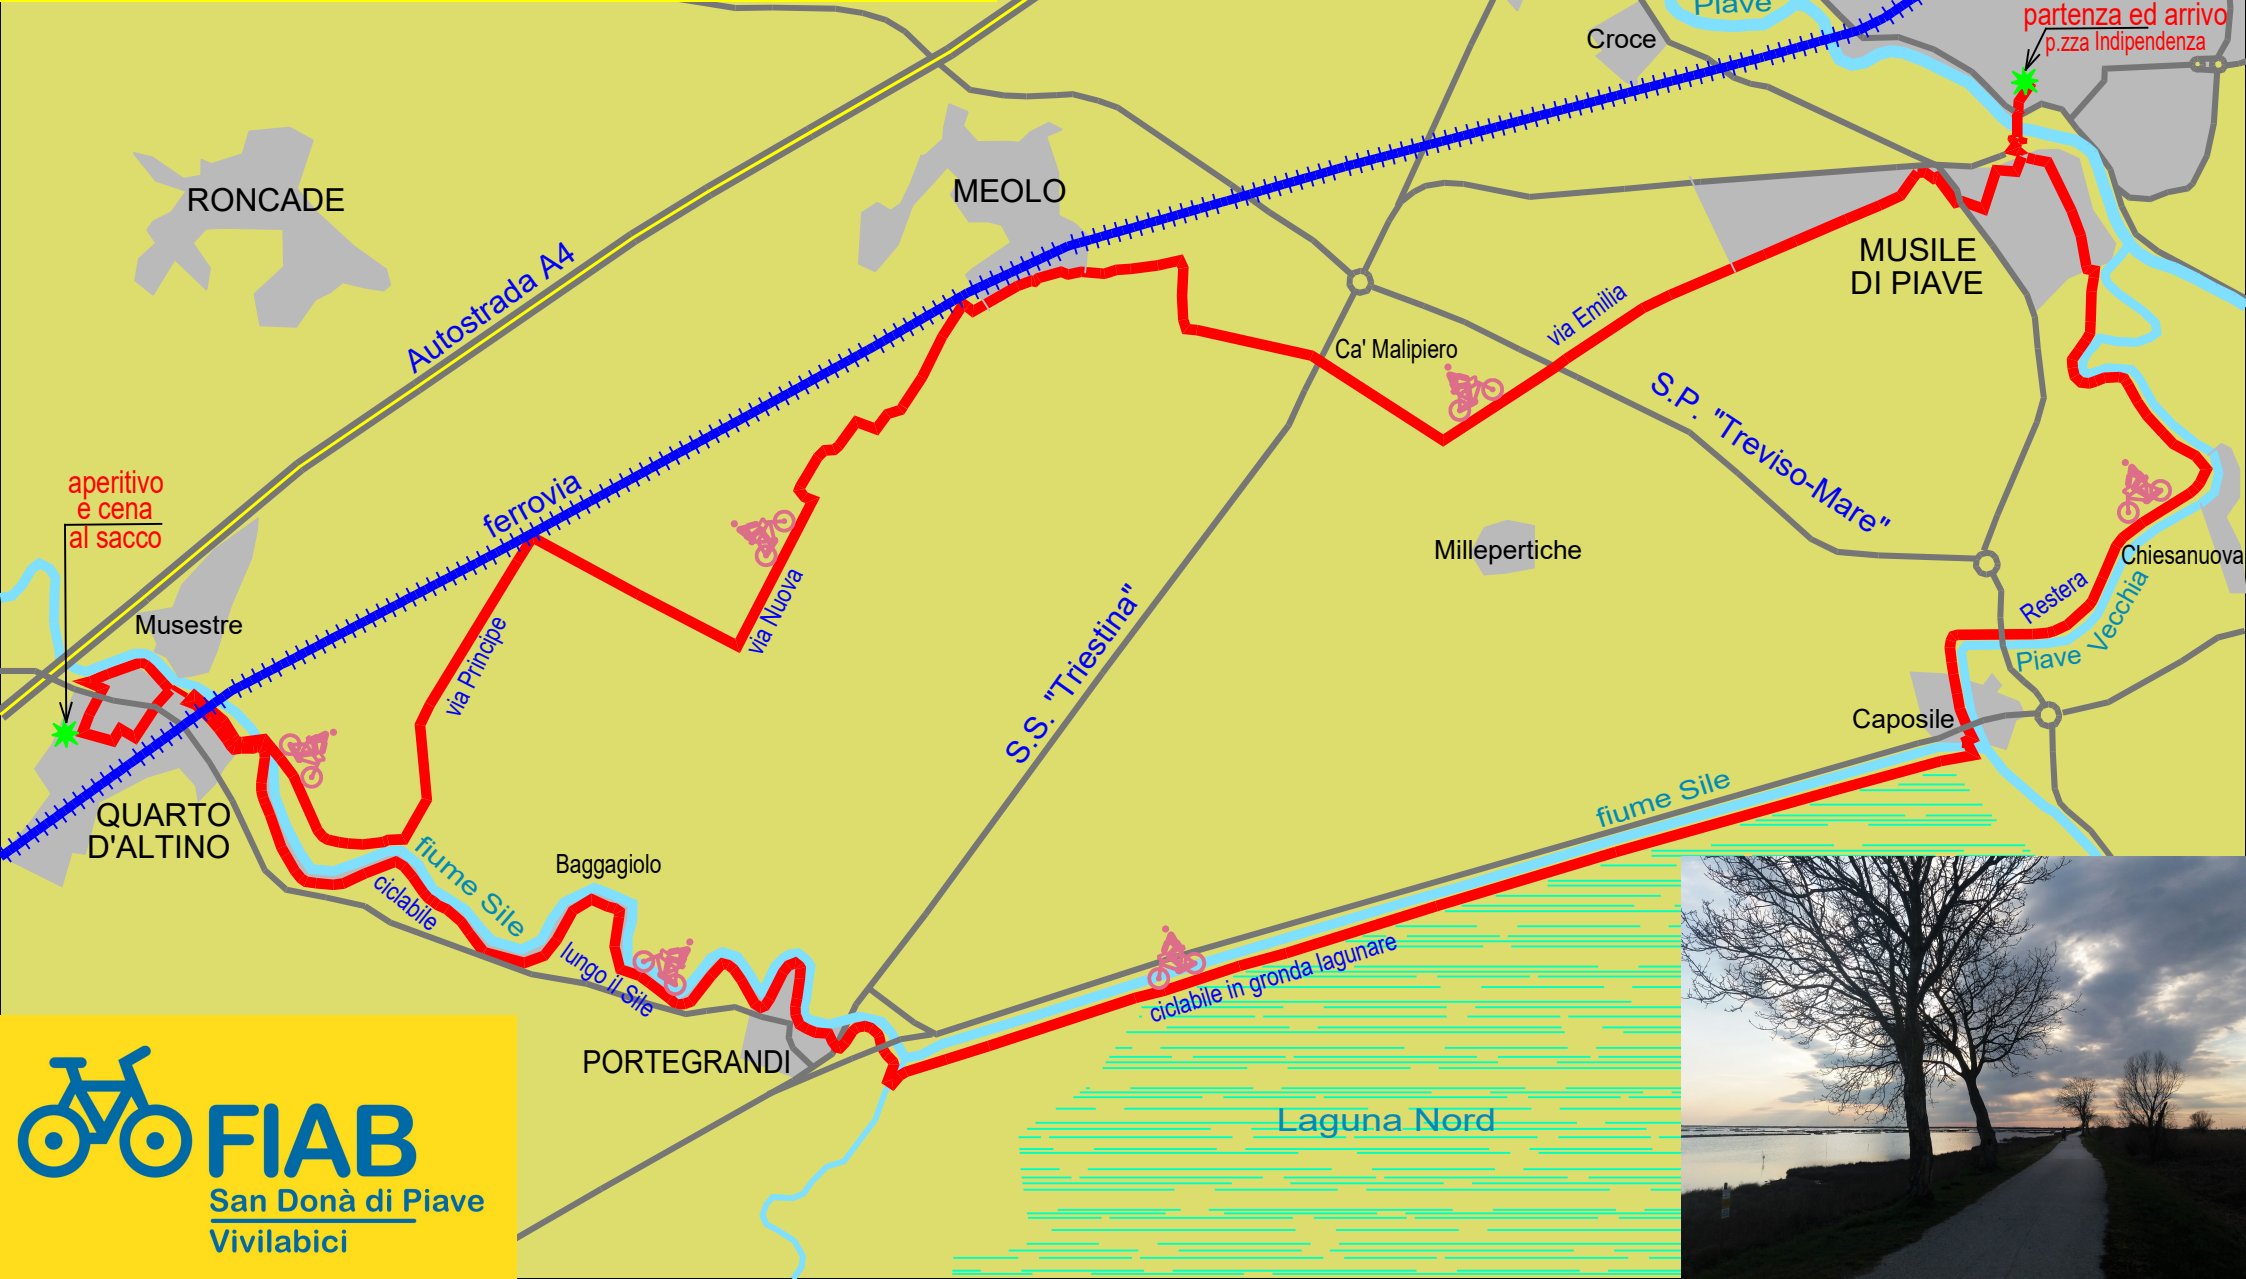 Piave
partenza ed arrivo
p.zza Indipendenza
Croce
RONCADE
MEOLO
MUSILE
DI PIAVE
Autostrada A4
via Emilia
Ca' Malipiero
S.P. "Treviso-Mare"
aperitivo
e cena
al sacco
ferrovia
Millepertiche
Chiesanuova
Restera
Piave Vecchia
Musestre
via Principe
via Nuova
S.S. "Triestina"
Caposile
QUARTO
D'ALTINO
fiume Sile
ciclabile
Baggagiolo
lungo il Sile
fiume Sile
ciclabile in gronda lagunare
PORTEGRANDI
Laguna Nord
FIAB
San Donà di Piave
Vivilabici